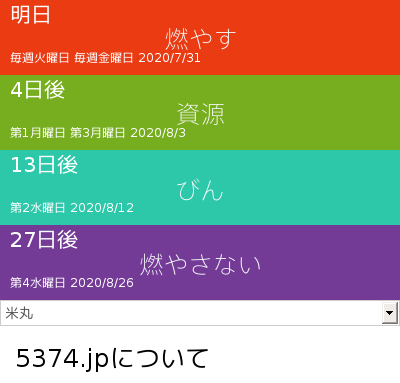 明日
燃やす
毎週火曜日 毎週金曜日 2020/7/31
4日後
資源
第1月曜日 第3月曜日 2020/8/3
13日後
びん
第2水曜日 2020/8/12
27日後
燃やさない
第4水曜日 2020/8/26
米丸
5374.jpについて